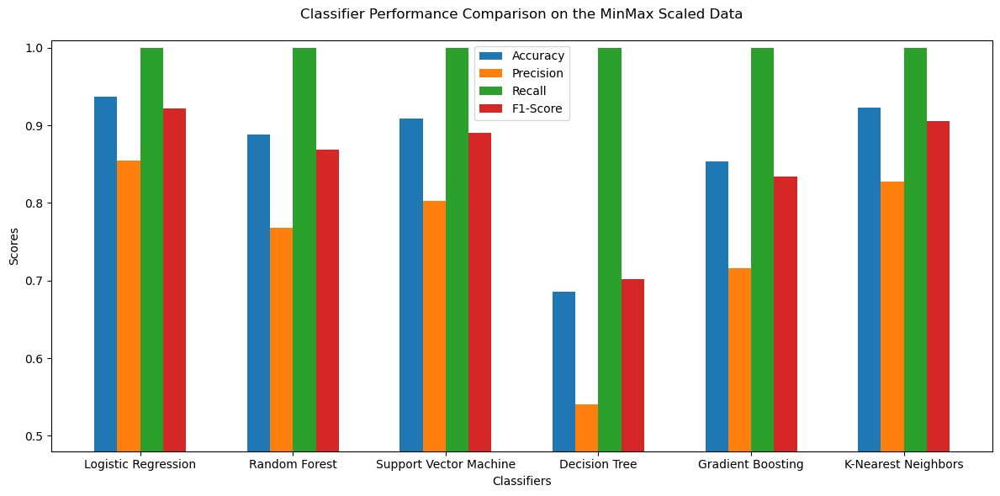 Classifier Performance Comparison on the MinMax Scaled Data
Accuracy
Precision
Recall
F1-Score
Scores
1.0
0.9
0.8
0.7
0.6
0.5
Logistic Regression
Random Forest
Support Vector Machine
Decision Tree
Gradient Boosting
K-Nearest Neighbors
Classifiers